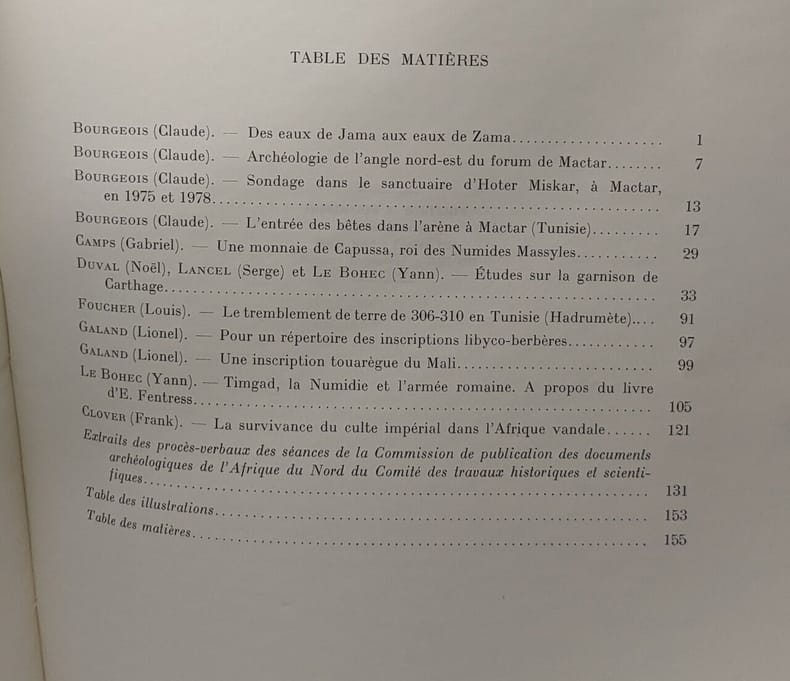 TABLE DES MATIÈRES
BOURGEOIS (Claude). — Des eaux de Jama aux eaux de Zama..................... 1
BOURGEOIS (Claude). — Archéologie de l'angle nord-est du forum de Mactar........ 7
BOURGEOIS (Claude). — Sondage dans le sanctuaire d'Hoter Miskar, à Mactar,
en 1975 et 1978............................................................ 13
BOURGEOIS (Claude). — L'entrée des bêtes dans l'arène à Mactar (Tunisie).......... 17
CAMPS (Gabriel). — Une monnaie de Capussa, roi des Numides Massyles............ 29
DUVAL (Noël), LANCEL (Serge) et LE BOHEC (Yann). — Études sur la garnison de
Carthage.................................................................. 33
FOUCHER (Louis). — Le tremblement de terre de 306-310 en Tunisie (Hadrumète).... 91
GALAND (Lionel). — Pour un répertoire des inscriptions libyco-berbères............ 97
GALAND (Lionel). — Une inscription touarègue du Mali............................ 99
LE BOHEC (Yann). — Timgad, la Numidie et l'armée romaine. A propos du livre
d'E. Fentress.............................................................. 105
CLOVER (Frank). — La survivance du culte impérial dans l'Afrique vandale...... 121
Extraits des procès-verbaux des séances de la Commission de publication des documents
archéologiques de l'Afrique du Nord du Comité des travaux historiques et scienti-
fiques..................................................................... 131
Table des illustrations.......................................................... 153
Table des matières............................................................. 155